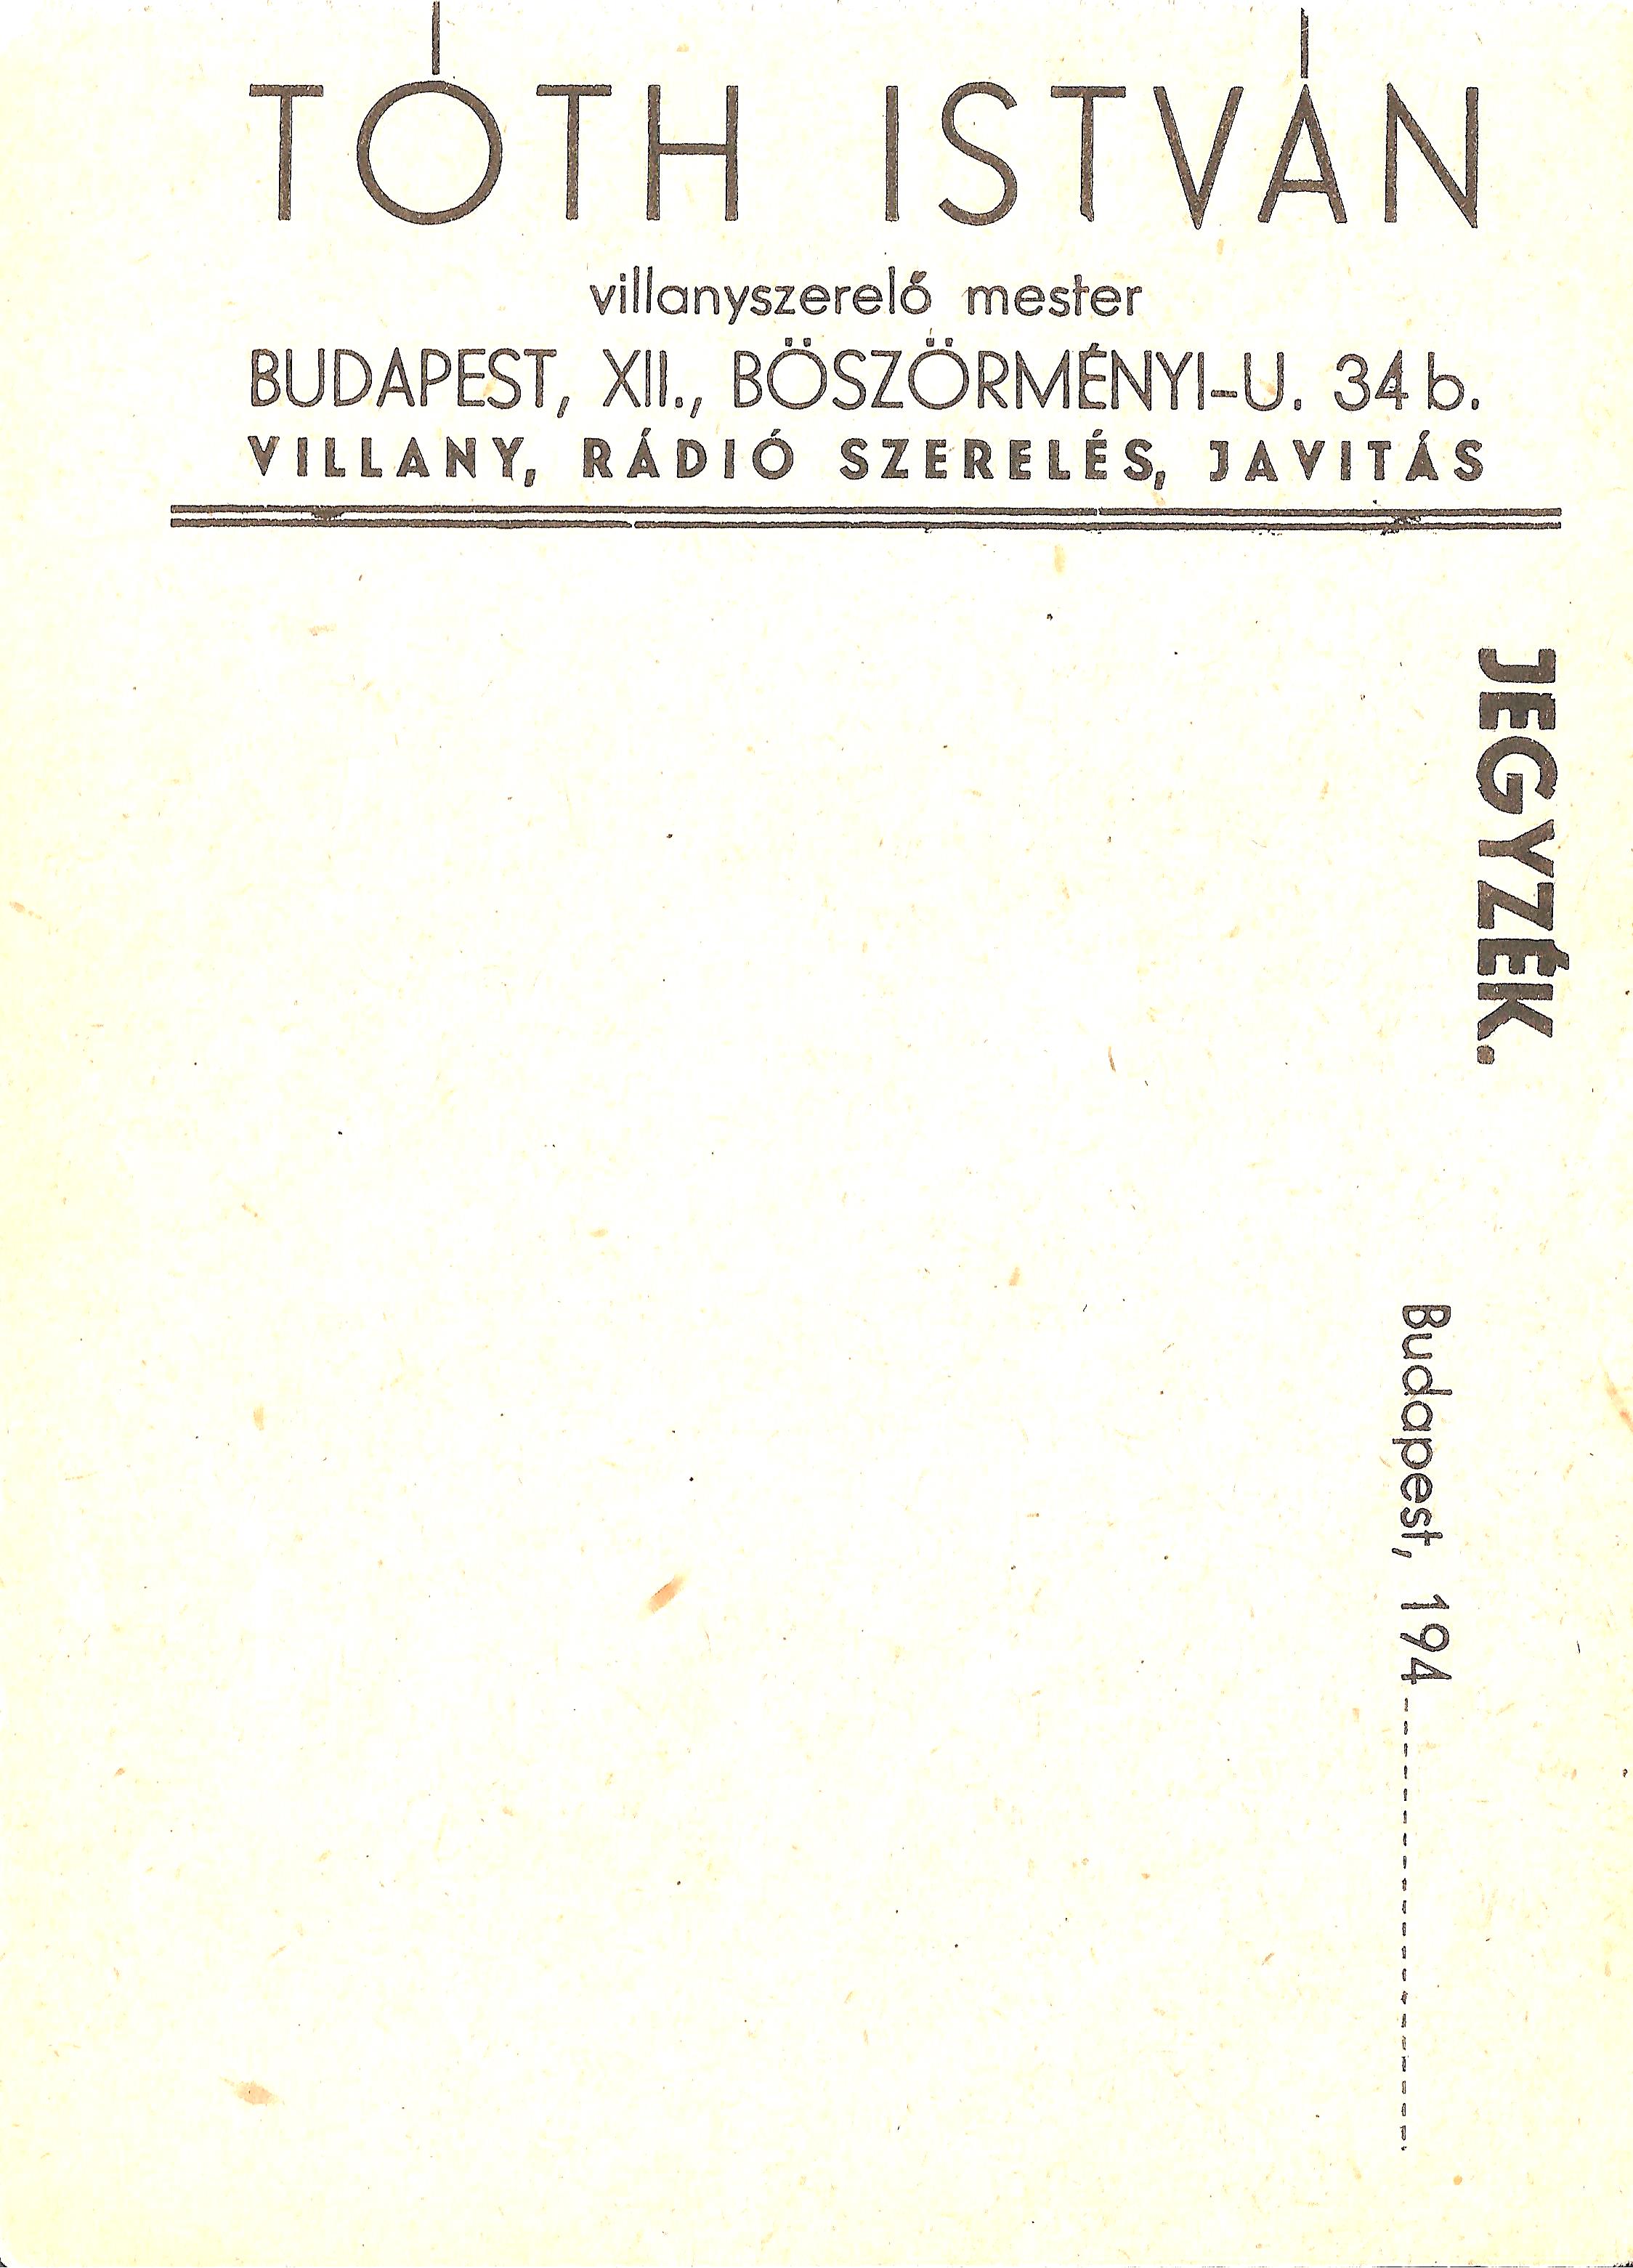 TÓTH ISTVÁN
villanyszerelő mester
BUDAPEST, XII., BÖSZÖRMÉNYI-U. 34 b.
VILLANY, RÁDIÓ SZERELÉS, JAVITÁS
JEGYZÉK.
Budapest, 194